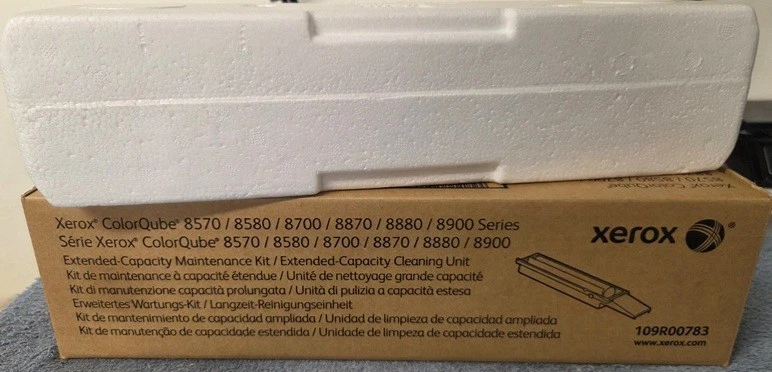 Xerox® ColorQube® 8570 / 8580 / 8700 / 8870 / 8880 / 8900 Series
Série Xerox® ColorQube® 8570 / 8580 / 8700 / 8870 / 8880 / 8900
Extended-Capacity Maintenance Kit / Extended-Capacity Cleaning Unit
Kit de maintenance à capacité étendue / Unité de nettoyage grande capacité
Kit di manutenzione capacità prolungata / Unità di pulizia a capacità estesa
Erweitertes Wartungs-Kit / Langzeit-Reinigungseinheit
Kit de mantenimiento de capacidad ampliada / Unidad de limpieza de capacidad ampliada
Kit de manutenção de capacidade estendida / Unidade de limpeza de capacidade estendida
xerox
109R00783
www.xerox.com